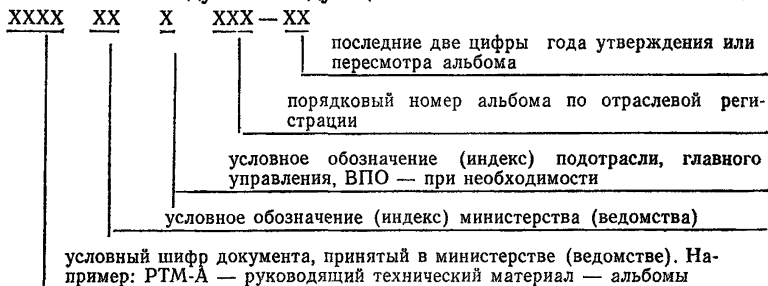 ХХХХ ХХ Х ХХХ — ХХ
последние две цифры года утверждения или
пересмотра альбома
порядковый номер альбома по отраслевой реги-
страции
условное обозначение (индекс) подотрасли, главного
управления, ВПО — при необходимости
условное обозначение (индекс) министерства (ведомства)
условный шифр документа, принятый в министерстве (ведомстве). На-
пример: РТМ-А — руководящий технический материал — альбомы